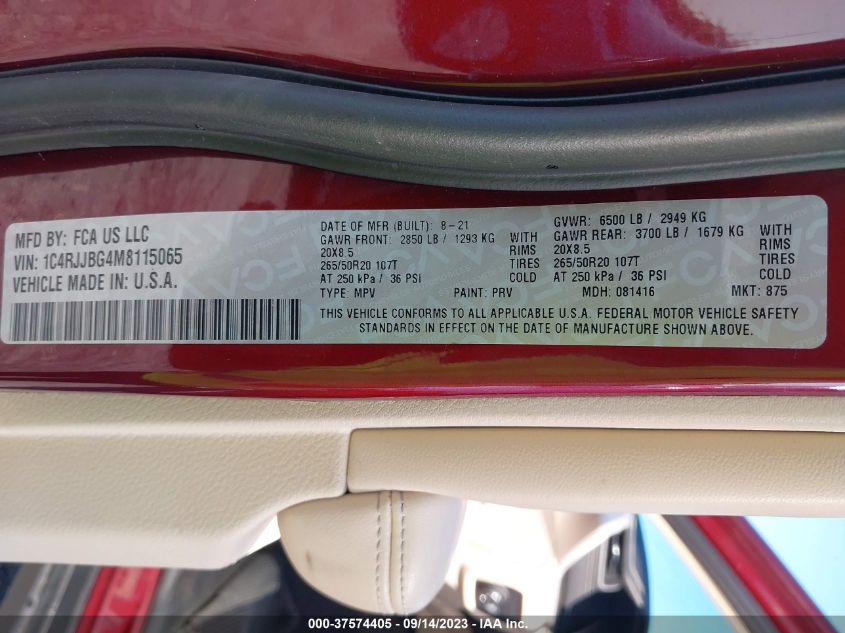 MFD BY: FCA US LLC
VIN: 1C4RJJBG4M8115065
VEHICLE MADE IN U.S.A.
DATE OF MFR (BUILT): 8-21
GAWR FRONT: 2850 LB / 1293 KG WITH
20X8.5 RIMS
265/50R20 107T TIRES
AT 250 kPA / 36 PSI COLD
GVWR: 6500 LB / 2949 KG
GAWR REAR: 3700 LB / 1679 KG WITH
20X8.5 RIMS
265/50R20 107T TIRES
AT 250 kPA / 36 PSI COLD
TYPE: MPV PAINT: PRV MDH: 081416 MKT: 875
THIS VEHICLE CONFORMS TO ALL APPLICABLE U.S.A. FEDERAL MOTOR VEHICLE SAFETY
STANDARDS IN EFFECT ON THE DATE OF MANUFACTURE SHOWN ABOVE.
000-37574405 - 09/14/2023 - IAA Inc.